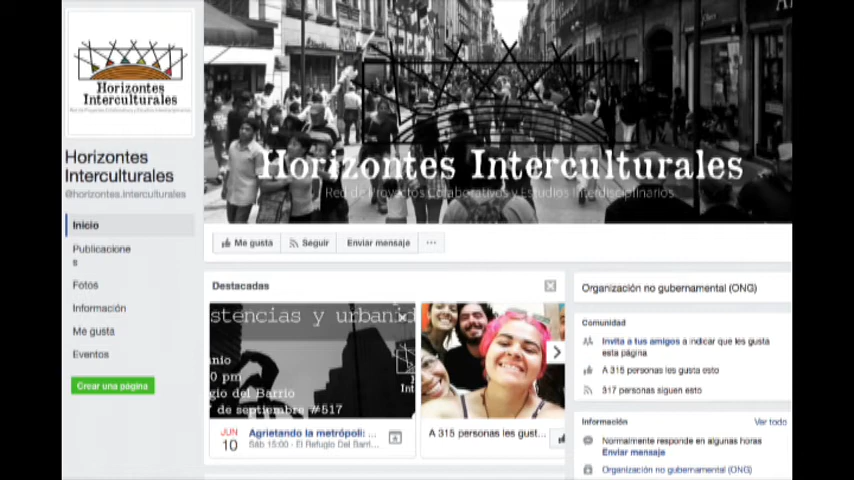 Horizontes
Interculturales
Horizontes
Interculturales
@horizontes.interculturales
Inicio
Publicacione
s
Fotos
Información
Me gusta
Eventos
Crear una página
Horizontes Interculturales
Red de Proyectos Colaborativos y Estudios Interdisciplinarios
Me gusta
Seguir
Enviar mensaje
Destacadas
stencias y urbanid
unio
0 pm
gio del Barrio
7 de septiembre #517
JUN
10
Agrietando la metrópoli: ...
Sáb 15:00 · El Refugio Del Barri...
A 315 personas les gust...
Organización no gubernamental (ONG)
Comunidad
Invita a tus amigos a indicar que les gusta
esta página
A 315 personas les gusta esto
317 personas siguen esto
Información
Ver todo
Normalmente responde en algunas horas
Enviar mensaje
Organización no gubernamental (ONG)